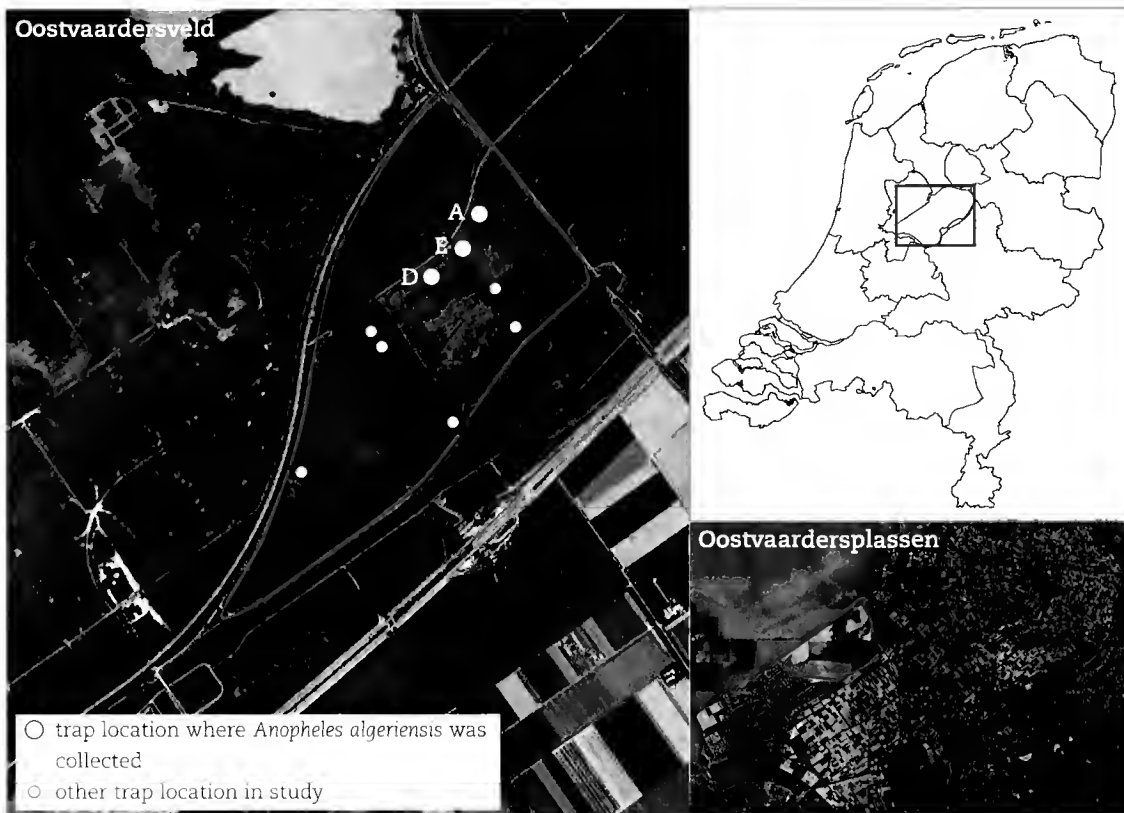 Oostvaardersveld
A
E
D
trap location where Anopheles algeriensis was
collected
other trap location in study
Oostvaardersplassen